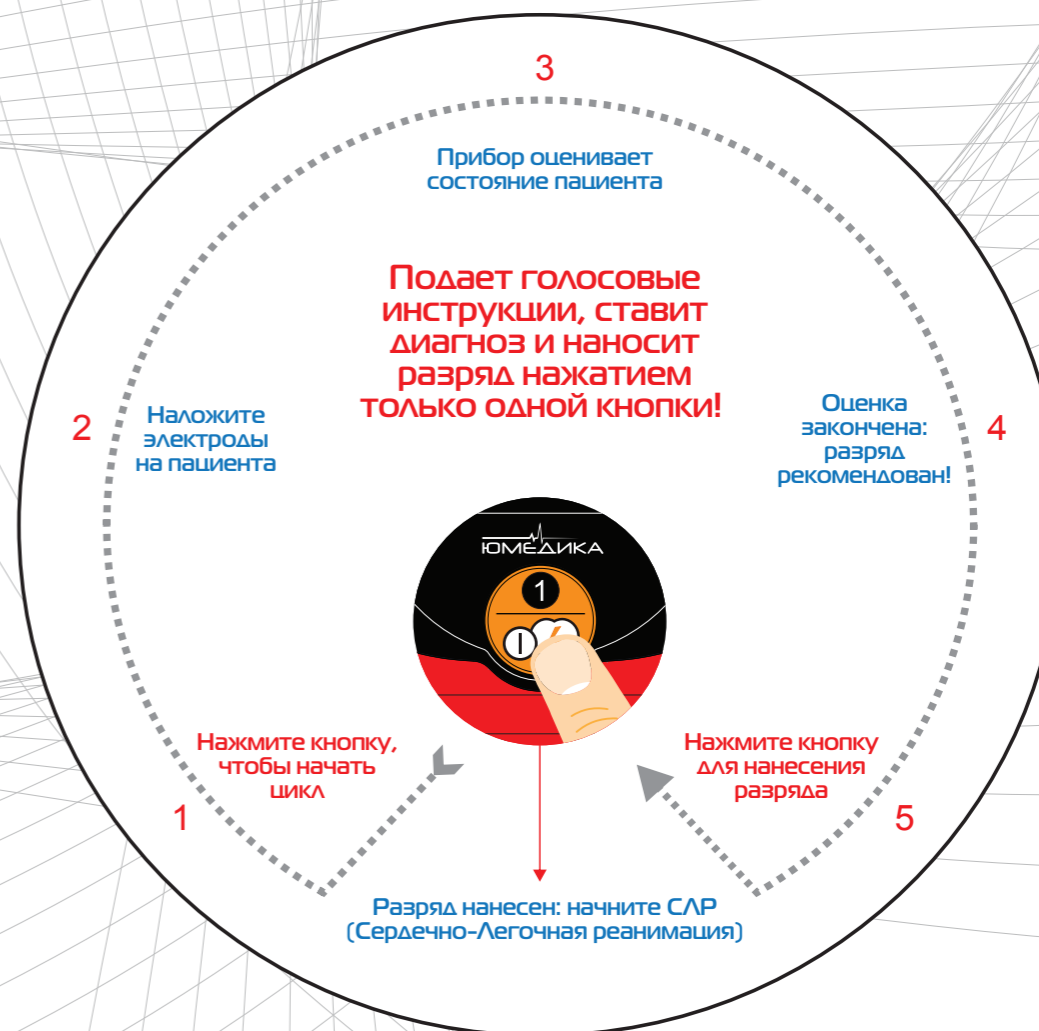 3
Прибор оценивает
состояние пациента
Подает голосовые
инструкции, ставит
диагноз и наносит
разряд нажатием
только одной кнопки!
2
Наложите
электроды
на пациента
Оценка
закончена:
разряд
рекомендован!
4
ЮМЕДИКА
1
Нажмите кнопку,
чтобы начать
цикл
1
Нажмите кнопку
для нанесения
разряда
5
Разряд нанесен: начните СЛР
(Сердечно-Легочная реанимация)